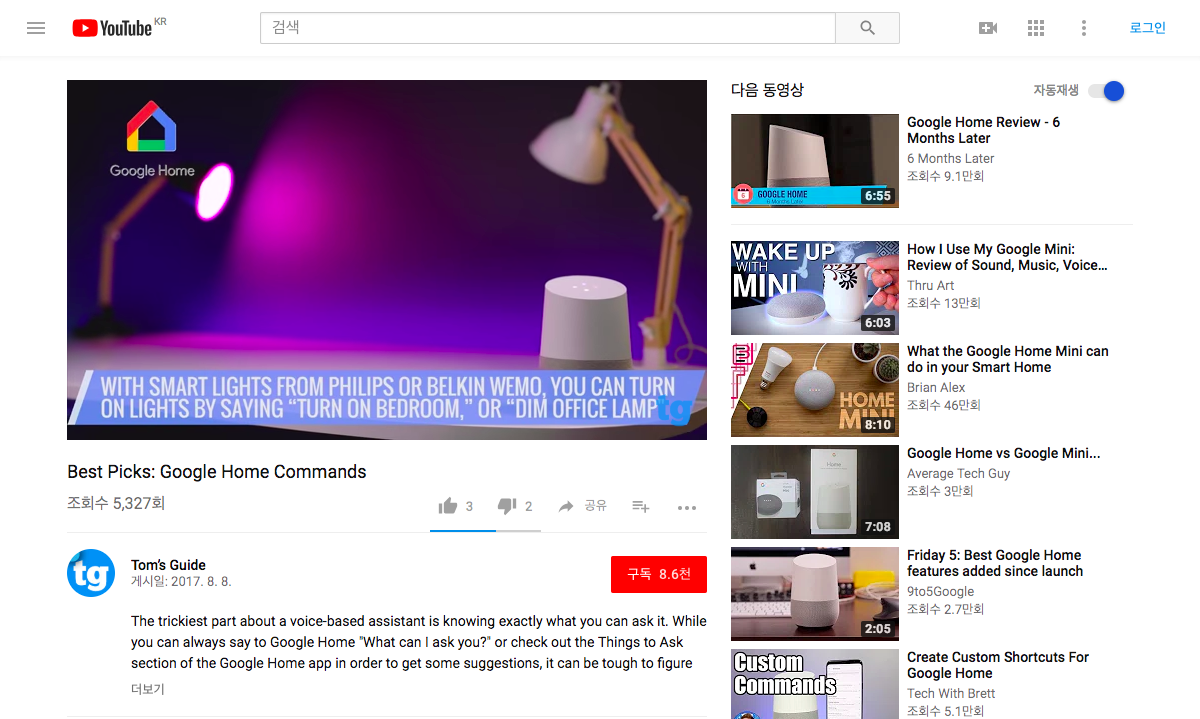 YouTube KR
검색
로그인
Google Home
WITH SMART LIGHTS FROM PHILIPS OR BELKIN WEMO, YOU CAN TURN
ON LIGHTS BY SAYING “TURN ON BEDROOM,” OR “DIM OFFICE LAMP
tg
Best Picks: Google Home Commands
조회수 5,327회
3
2
공유
tg
Tom’s Guide
게시일: 2017. 8. 8.
구독 8.6천
The trickiest part about a voice-based assistant is knowing exactly what you can ask it. While
you can always say to Google Home "What can I ask you?" or check out the Things to Ask
section of the Google Home app in order to get some suggestions, it can be tough to figure
더보기
다음 동영상
자동재생
GOOGLE HOME
6 Months Later
6
6:55
Google Home Review - 6
Months Later
6 Months Later
조회수 9.1만회
WAKE UP
WITH
MINI
6:03
How I Use My Google Mini:
Review of Sound, Music, Voice…
Thru Art
조회수 13만회
HOME
MINI
8:10
What the Google Home Mini can
do in your Smart Home
Brian Alex
조회수 46만회
Home
7:08
Google Home vs Google Mini...
Average Tech Guy
조회수 3만회
2:05
Friday 5: Best Google Home
features added since launch
9to5Google
조회수 2.7만회
Custom
Commands
Create Custom Shortcuts For
Google Home
Tech With Brett
조회수 5.1만회